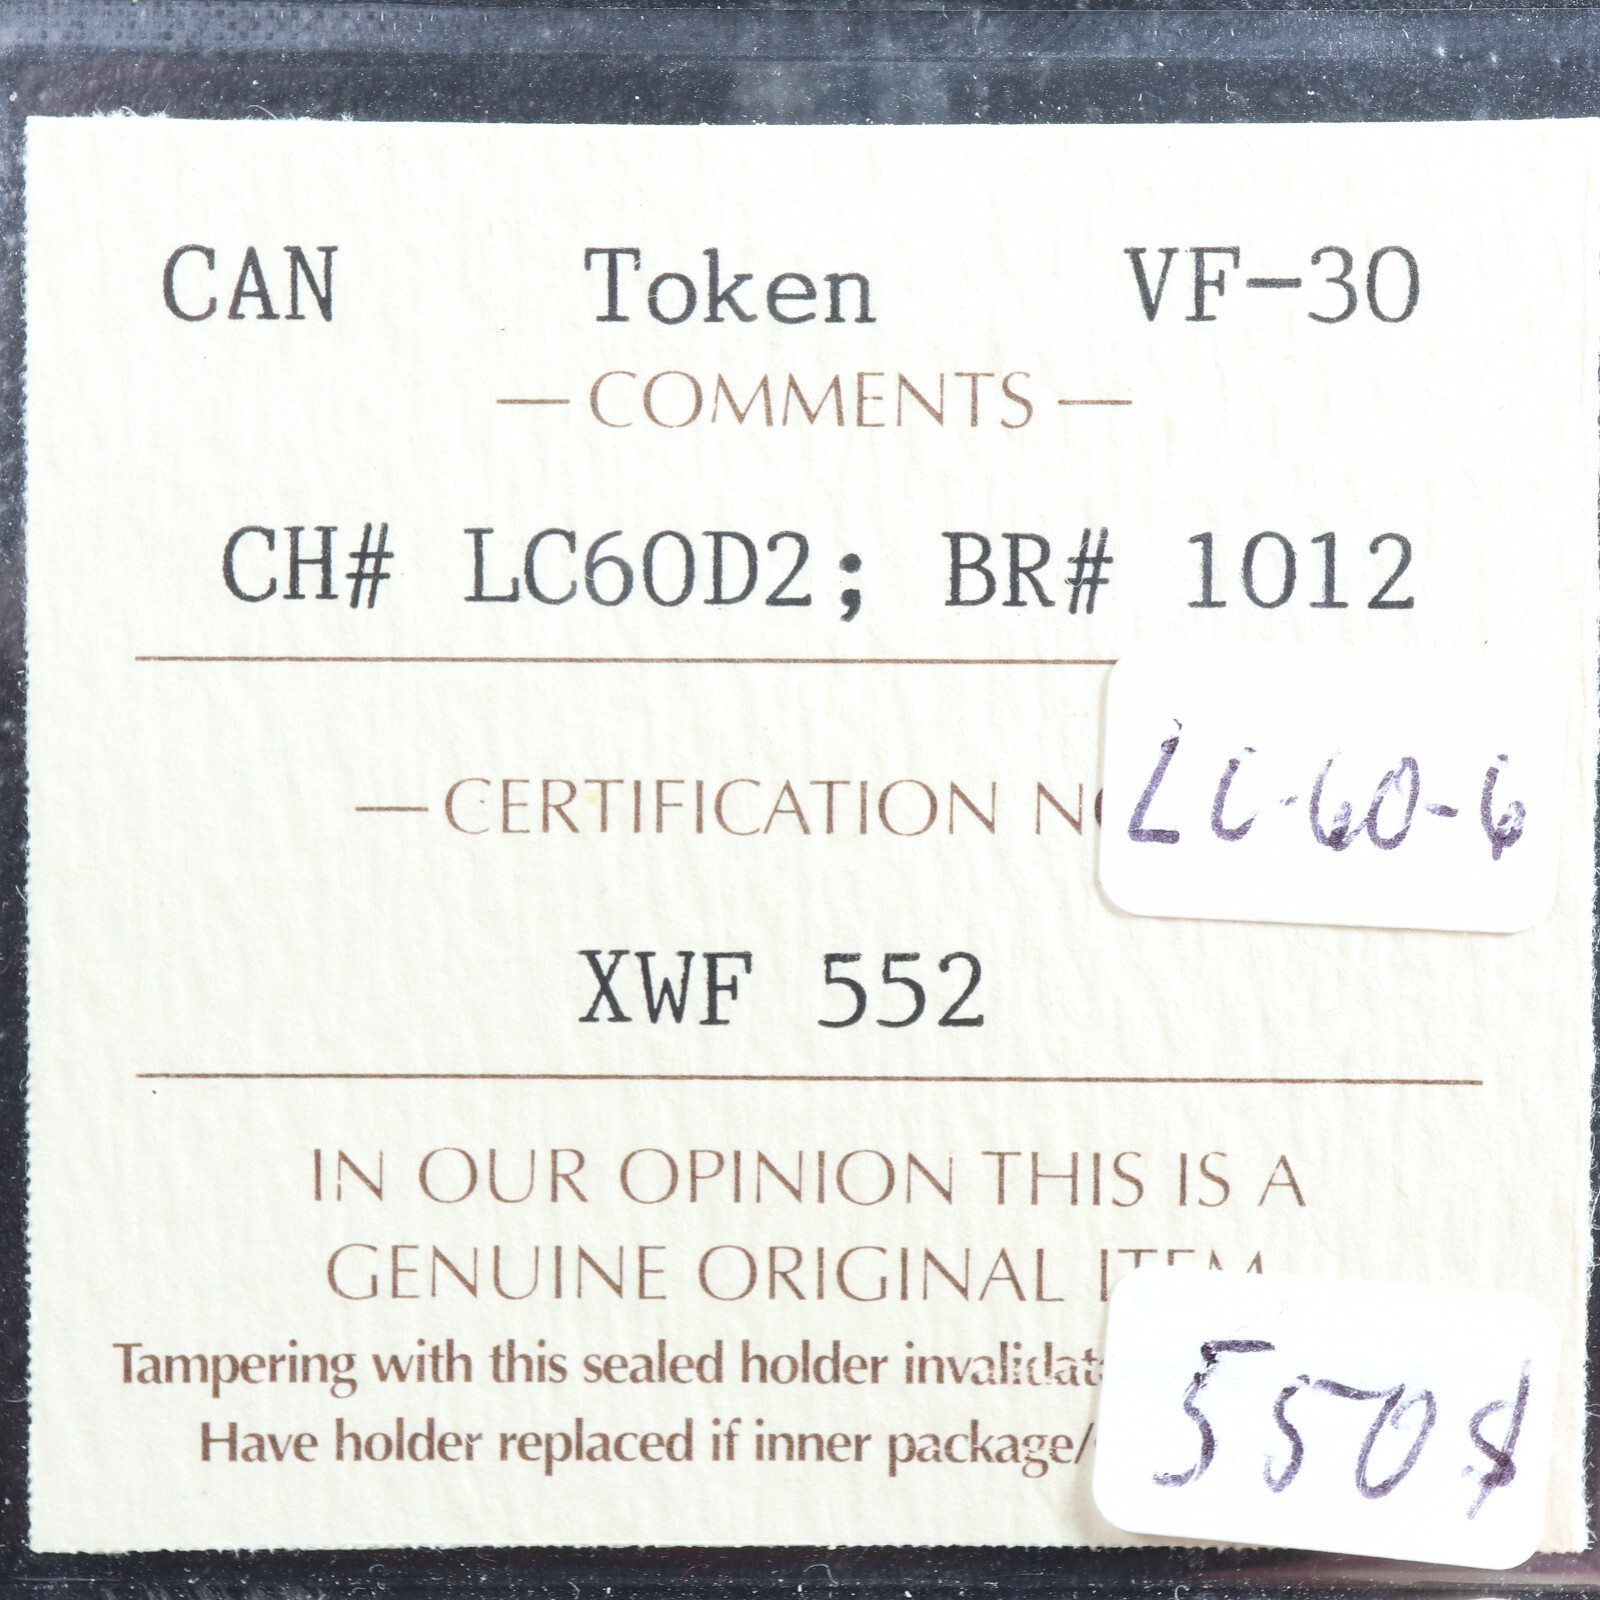 CAN Token VF-30
— COMMENTS —
CH# LC60D2; BR# 1012
— CERTIFICATION
LC-60-6
XWF 552
IN OUR OPINION THIS IS A
GENUINE ORIGINAL ITEM
Tampering with this sealed holder
Have holder replaced if inner package/
550$